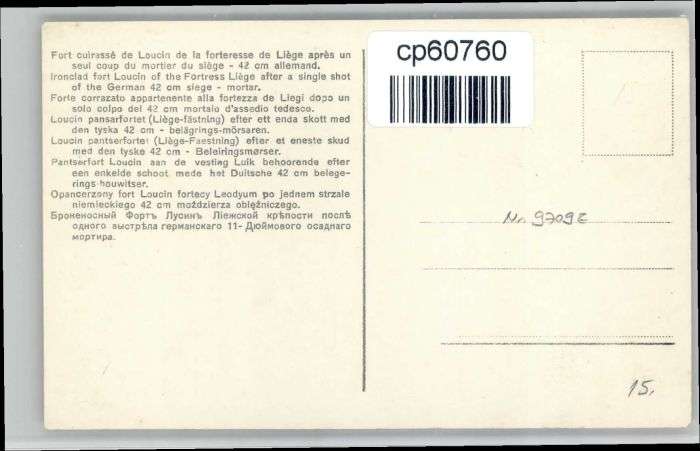 Fort cuirassé de Loucin de la forteresse de Liège après un
seul coup du mortier du siège - 42 cm allemand.
Ironclad fort Loucin of the Fortress Liège after a single shot
of the German 42 cm siege - mortar.
Forte corrazato appartenente alla fortezza de Liegi dopo un
solo colpo del 42 cm mortaio d'assedio tedesco.
Loucin pansarfortet (Liège-fästning) efter ett enda skott med
den tyska 42 cm - belägrings-mörsaren.
Loucin pantserfortet (Liège-Faestning) efter et eneste skud
med den tyske 42 cm - Beleiringsmørser.
Pantserfort Loucin aan de vesting Luik behoorende efter
een enkelde schoot mede het Duitsche 42 cm belege-
rings-houwitser.
Opancerzony fort Loucin fortecy Leodyum po jednem strzale
niemieckiego 42 cm moździerza oblężniczego.
Броненосный Фортъ Лусинъ Ліежской крѣпости послѣ
одного выстрѣла германскаго 11-Дюймового осаднаго
мортира.
cp60760
Nr. 9709E
15.